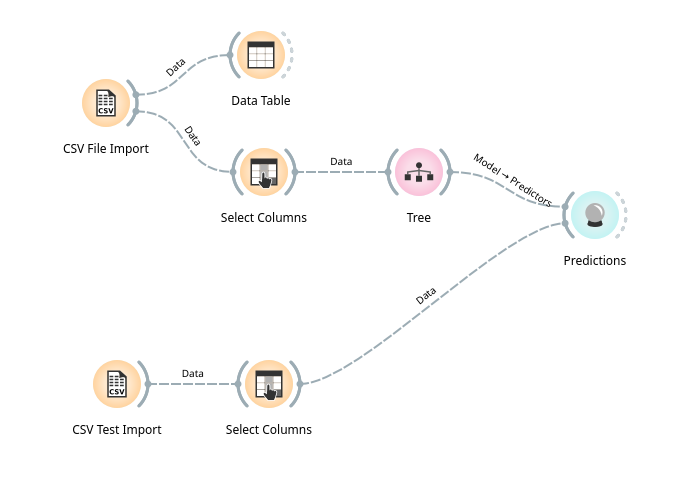 Data
Data Table
CSV
CSV File Import
Data
Data
Model → Predictors
Select Columns
Tree
Predictions
Data
CSV
Data
CSV Test Import
Select Columns